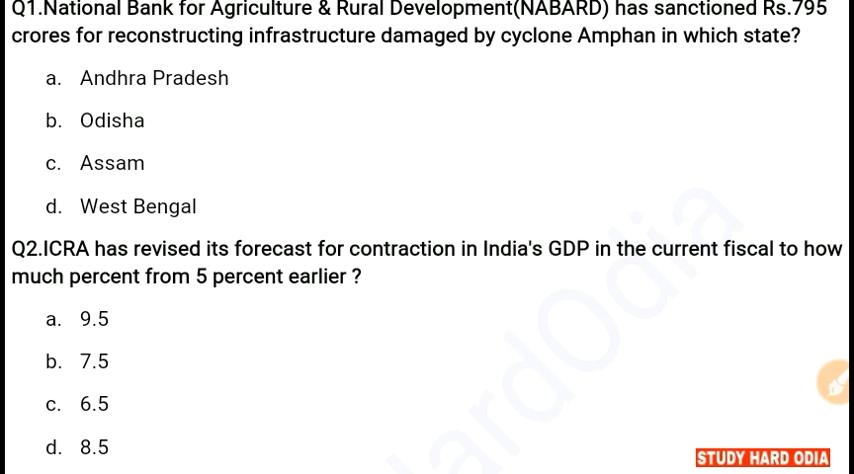 Q1.National Bank for Agriculture & Rural Development(NABARD) has sanctioned Rs.795
crores for reconstructing infrastructure damaged by cyclone Amphan in which state?
a. Andhra Pradesh
b. Odisha
c. Assam
d. West Bengal
Q2.ICRA has revised its forecast for contraction in India's GDP in the current fiscal to how
much percent from 5 percent earlier ?
a. 9.5
b. 7.5
c. 6.5
d. 8.5
ardOdia
STUDY HARD ODIA